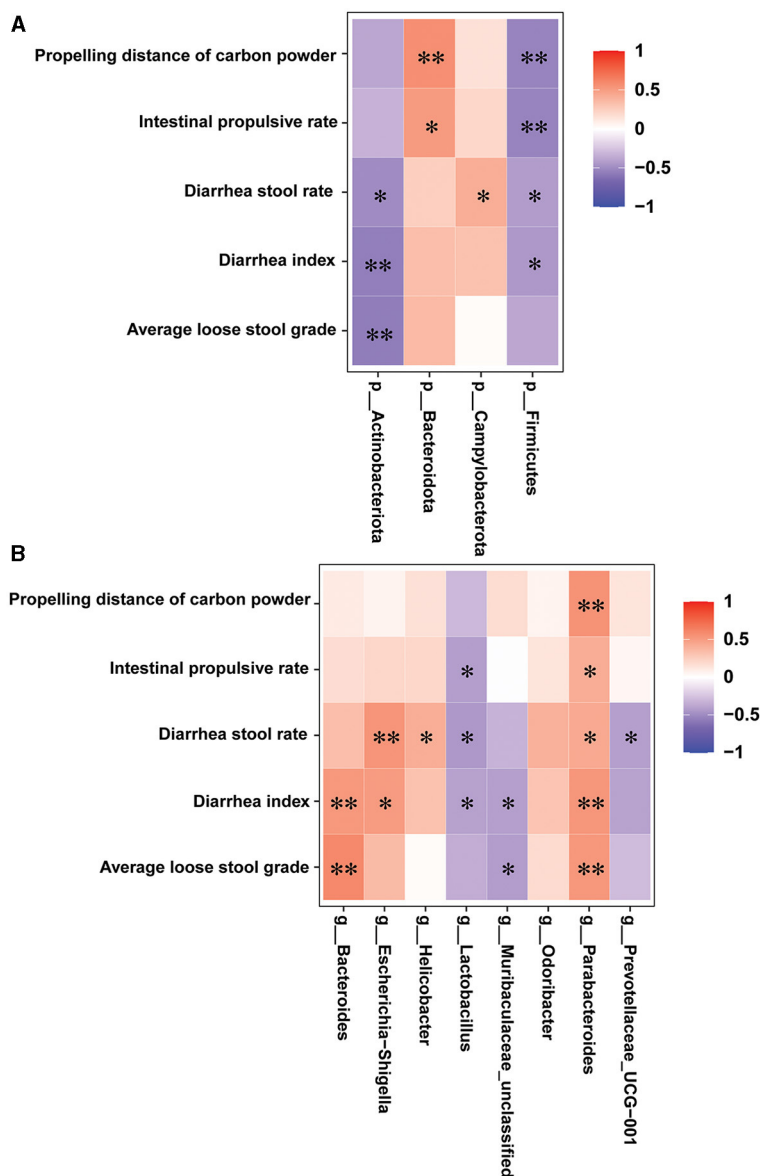 A
Propelling distance of carbon powder
** **
Intestinal propulsive rate
* **
Diarrhea stool rate
* * *
Diarrhea index
** *
Average loose stool grade
**
1
0.5
0
−0.5
−1
p__Actinobacteriota
p__Bacteroidota
p__Campylobacterota
p__Firmicutes
B
Propelling distance of carbon powder
**
Intestinal propulsive rate
* *
Diarrhea stool rate
** * * * *
Diarrhea index
** * * * **
Average loose stool grade
** * **
1
0.5
0
−0.5
−1
g__Bacteroides
g__Escherichia−Shigella
g__Helicobacter
g__Lactobacillus
g__Muribaculaceae_unclassified
g__Odoribacter
g__Parabacteroides
g__Prevotellaceae_UCG−001